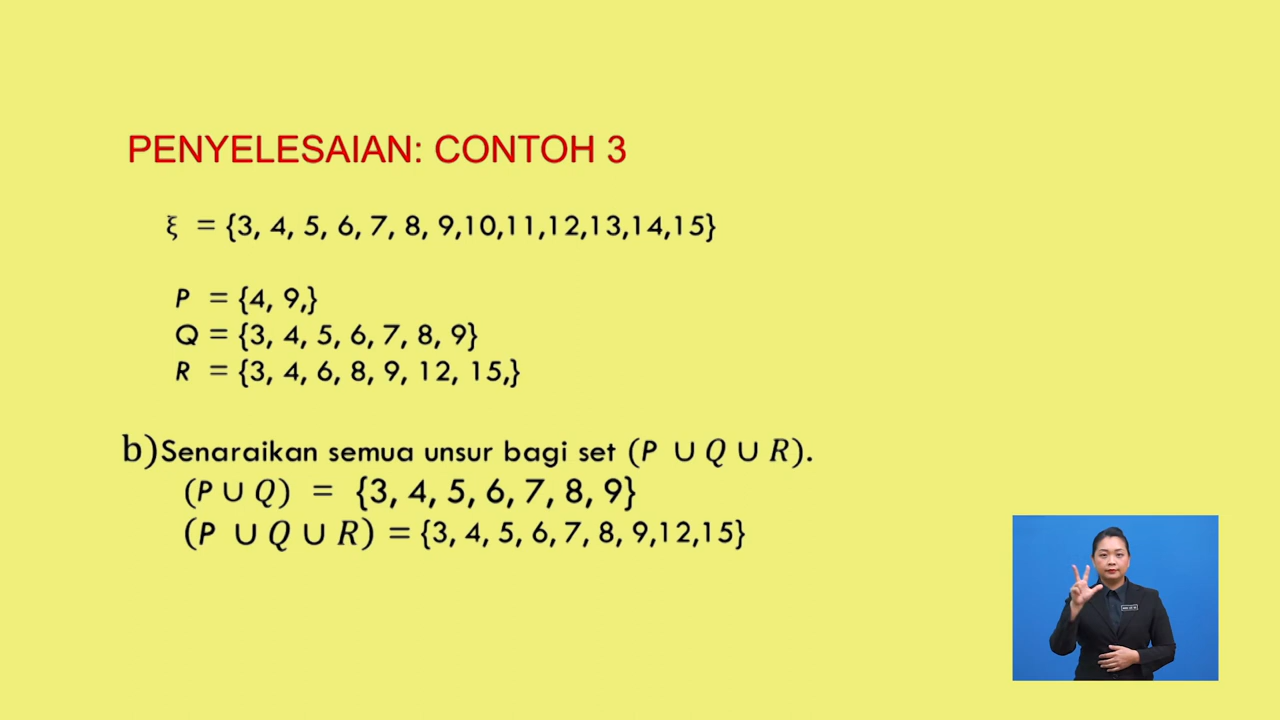 PENYELESAIAN: CONTOH 3
ξ = {3, 4, 5, 6, 7, 8, 9,10,11,12,13,14,15}
P = {4, 9,}
Q = {3, 4, 5, 6, 7, 8, 9}
R = {3, 4, 6, 8, 9, 12, 15,}
b)Senaraikan semua unsur bagi set (P ∪ Q ∪ R).
(P ∪ Q) = {3, 4, 5, 6, 7, 8, 9}
(P ∪ Q ∪ R) = {3, 4, 5, 6, 7, 8, 9,12,15}